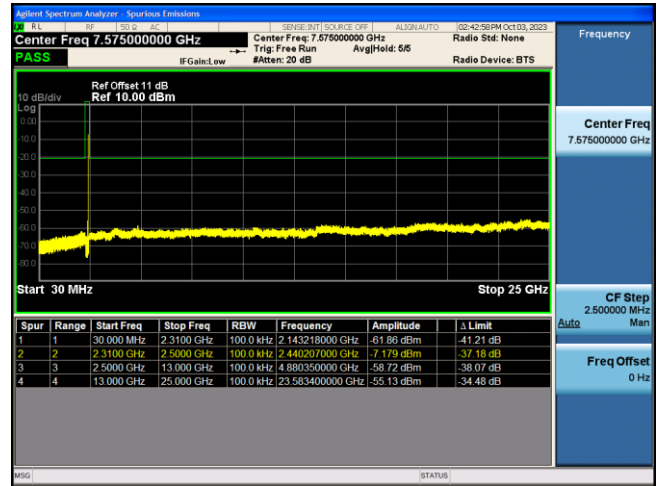 Agilent Spectrum Analyzer - Spurious Emissions
RL RF 50 Ω AC SENSE:INT SOURCE OFF ALIGN AUTO 02:42:58 PM Oct 03, 2023
Center Freq 7.575000000 GHz Center Freq: 7.575000000 GHz Radio Std: None
Trig: Free Run Avg|Hold: 5/5
PASS IFGain:Low #Atten: 20 dB Radio Device: BTS
Frequency
Ref Offset 11 dB
10 dB/div Ref 10.00 dBm
Log
0.00
-10.0
-20.0
-30.0
-40.0
-50.0
-60.0
-70.0
-80.0
Start 30 MHz Stop 25 GHz
Spur Range Start Freq Stop Freq RBW Frequency Amplitude Δ Limit
1 1 30.000 MHz 2.3100 GHz 100.0 kHz 2.143218000 GHz -61.86 dBm -41.21 dB
2 2 2.3100 GHz 2.5000 GHz 100.0 kHz 2.440207000 GHz -7.179 dBm -37.18 dB
3 3 2.5000 GHz 13.000 GHz 100.0 kHz 4.880350000 GHz -58.72 dBm -38.07 dB
4 4 13.000 GHz 25.000 GHz 100.0 kHz 23.583400000 GHz -55.13 dBm -34.48 dB
Center Freq
7.575000000 GHz
CF Step
2.500000 MHz
Auto Man
Freq Offset
0 Hz
MSG STATUS